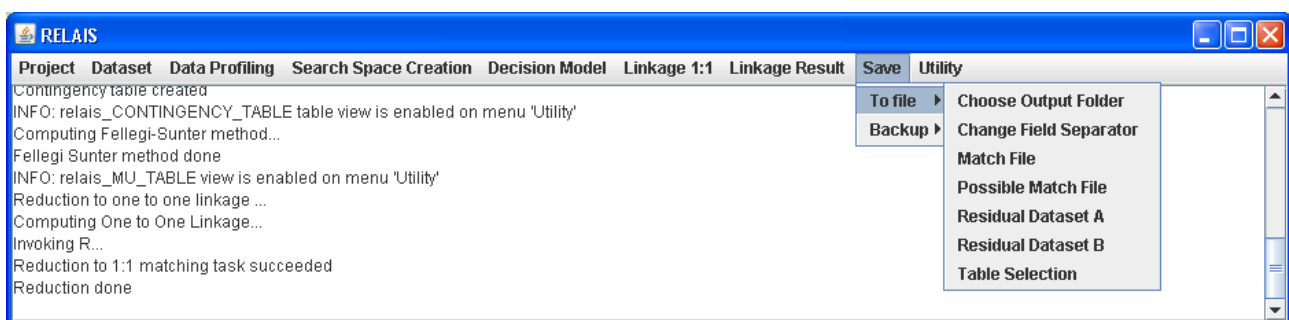 RELAIS
Project Dataset Data Profiling Search Space Creation Decision Model Linkage 1:1 Linkage Result Save Utility
Contingency table created
INFO: relais_CONTINGENCY_TABLE table view is enabled on menu 'Utility'
Computing Fellegi-Sunter method...
Fellegi Sunter method done
INFO: relais_MU_TABLE view is enabled on menu 'Utility'
Reduction to one to one linkage ...
Computing One to One Linkage...
Invoking R...
Reduction to 1:1 matching task succeeded
Reduction done
To file
Backup
Choose Output Folder
Change Field Separator
Match File
Possible Match File
Residual Dataset A
Residual Dataset B
Table Selection